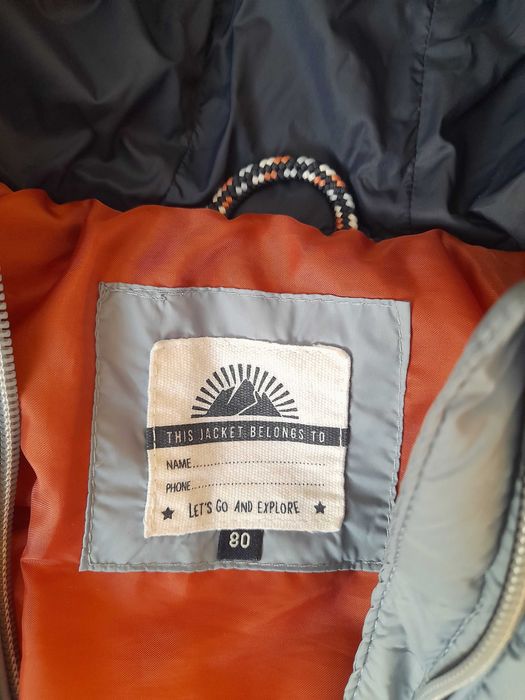 THIS JACKET BELONGS TO
NAME..............................
PHONE..............................
LET'S GO AND EXPLORE
80